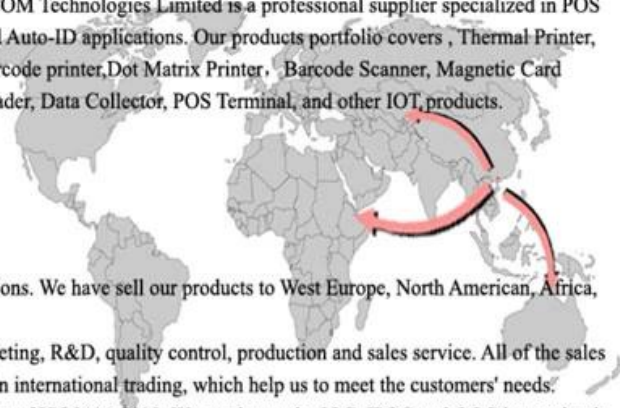 OM Technologies Limited is a professional supplier specialized in POS
Auto-ID applications. Our products portfolio covers , Thermal Printer,
rcode printer,Dot Matrix Printer， Barcode Scanner, Magnetic Card
ader, Data Collector, POS Terminal, and other IOT products.
ons. We have sell our products to West Europe, North American, Africa,
eting, R&D, quality control, production and sales service. All of the sales
n international trading, which help us to meet the customers' needs.